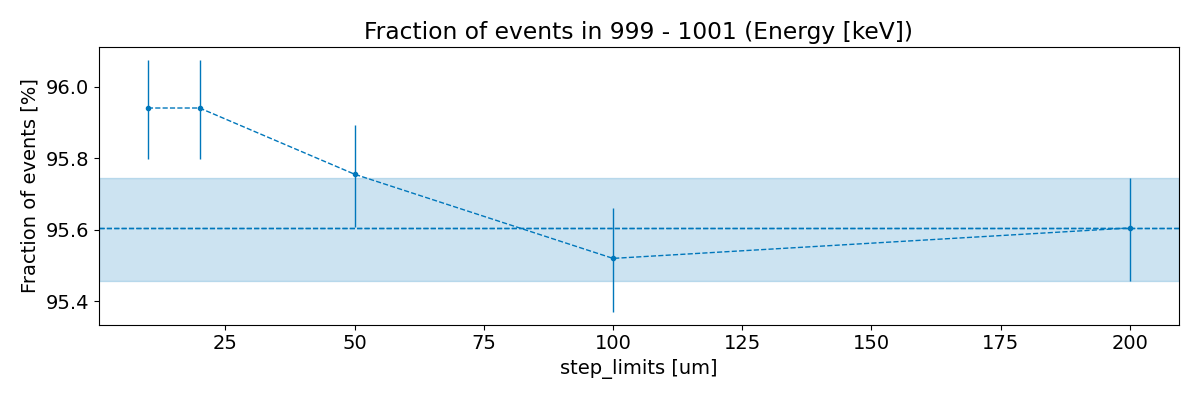 Fraction of events in 999 - 1001 (Energy [keV])
Fraction of events [%]
96.0
95.8
95.6
95.4
25 50 75 100 125 150 175 200
step_limits [um]